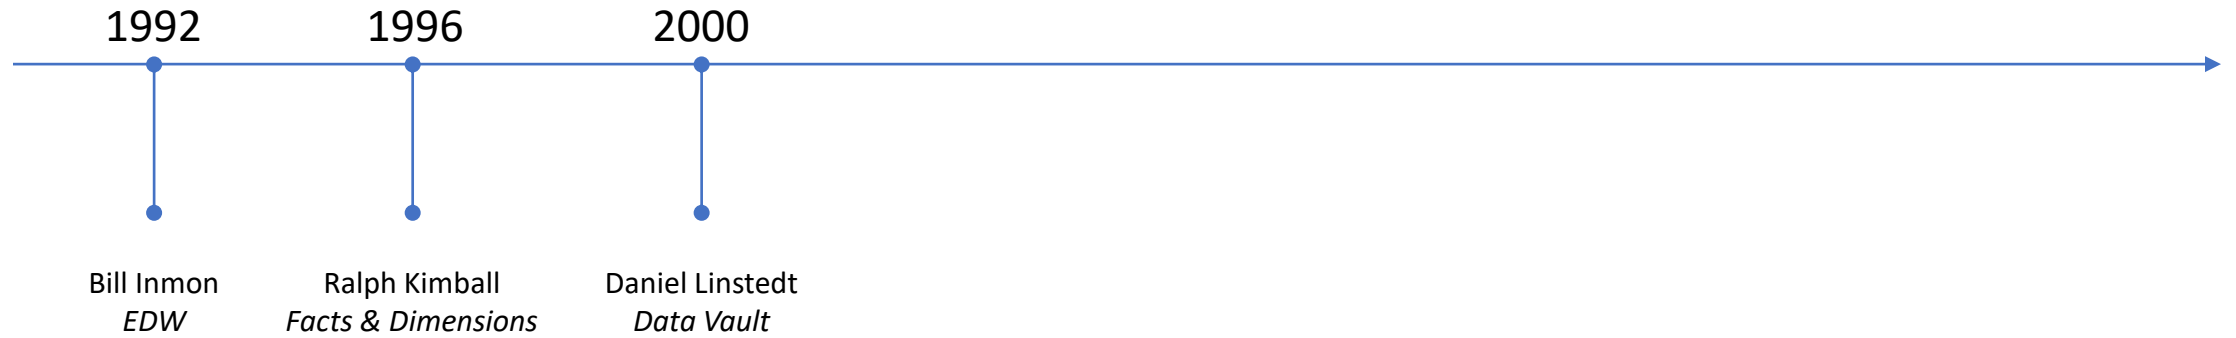 1992
1996
2000
Bill Inmon
EDW
Ralph Kimball
Facts & Dimensions
Daniel Linstedt
Data Vault